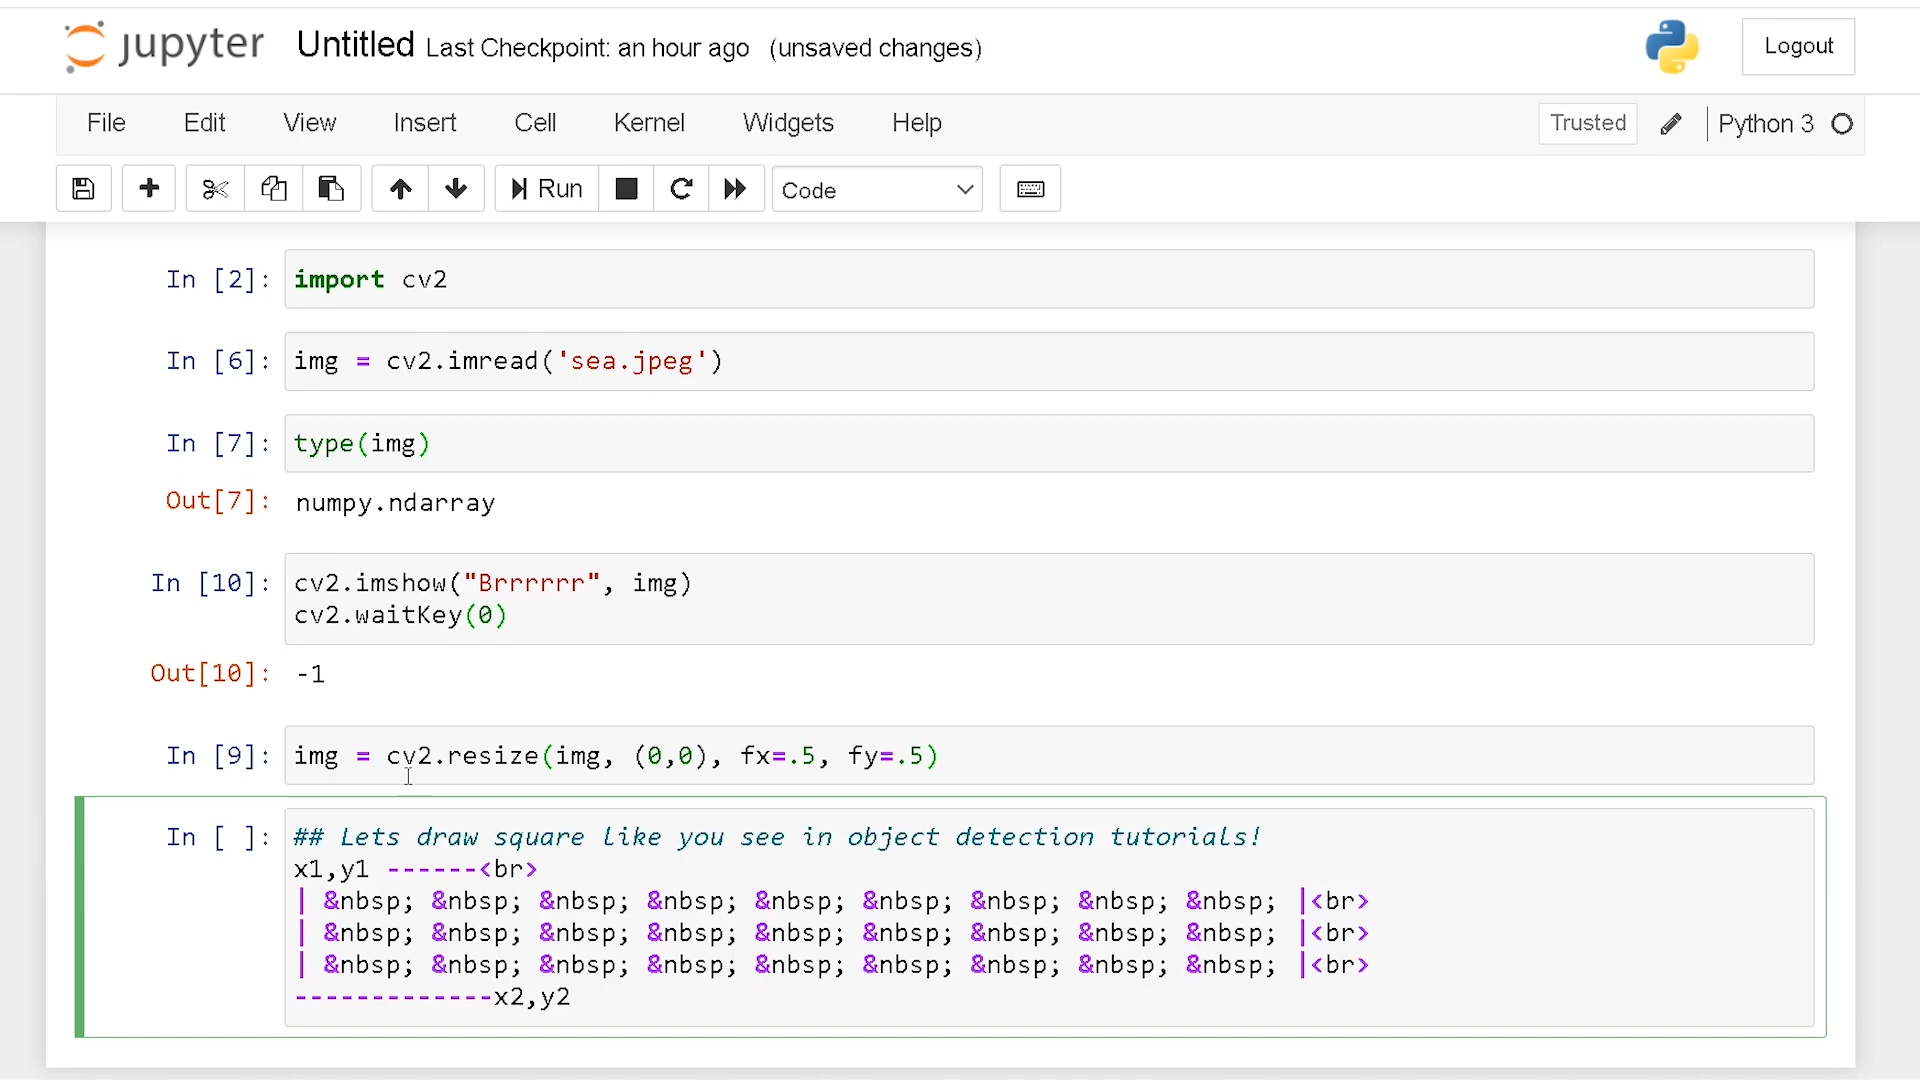 jupyter Untitled Last Checkpoint: an hour ago (unsaved changes) Logout
File Edit View Insert Cell Kernel Widgets Help Trusted Python 3
Run Code
In [2]: import cv2
In [6]: img = cv2.imread('sea.jpeg')
In [7]: type(img)
Out[7]: numpy.ndarray
In [10]: cv2.imshow("Brrrrrr", img)
cv2.waitKey(0)
Out[10]: -1
In [9]: img = cv2.resize(img, (0,0), fx=.5, fy=.5)
In [ ]: ## Lets draw square like you see in object detection tutorials!
x1,y1 ------<br>
| &nbsp; &nbsp; &nbsp; &nbsp; &nbsp; &nbsp; &nbsp; &nbsp; &nbsp; |<br>
| &nbsp; &nbsp; &nbsp; &nbsp; &nbsp; &nbsp; &nbsp; &nbsp; &nbsp; |<br>
| &nbsp; &nbsp; &nbsp; &nbsp; &nbsp; &nbsp; &nbsp; &nbsp; &nbsp; |<br>
-------------x2,y2